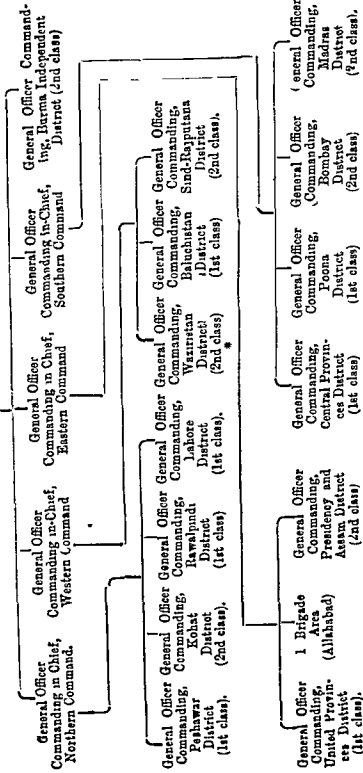 General Officer
Commanding in Chief,
Northern Command.
General Officer
Commanding in-Chief,
Western Command
General Officer
Commanding in Chief,
Eastern Command
General Officer
Commanding in-Chief,
Southern Command
General Officer Command-
ing, Burma Independent
District (2nd class)
General Officer
Commanding,
Peshawar
District
(1st class).
General Officer
Commanding,
Kohat
District
(2nd class).
General Officer
Commanding,
Rawalpindi
District
(1st class)
General Officer
Commanding,
Lahore
District
(1st class).
General Officer
Commanding,
Waziristan
District
(2nd class)
*
General Officer
Commanding,
Baluchistan
District
(1st class)
General Officer
Commanding,
Sind-Rajputana
District
(2nd class).
General Officer
Commanding,
United Provin-
ces District
(1st class).
1 Brigade
Area
(Allahabad)
General Officer
Commanding,
Presidency and
Assam District
(2nd class)
General Officer
Commanding,
Central Provin-
ces District
(1st class)
General Officer
Commanding,
Poona
District
(1st class)
General Officer
Commanding,
Bombay
District
(2nd class)
General Officer
Commanding,
Madras
District
(2nd class)